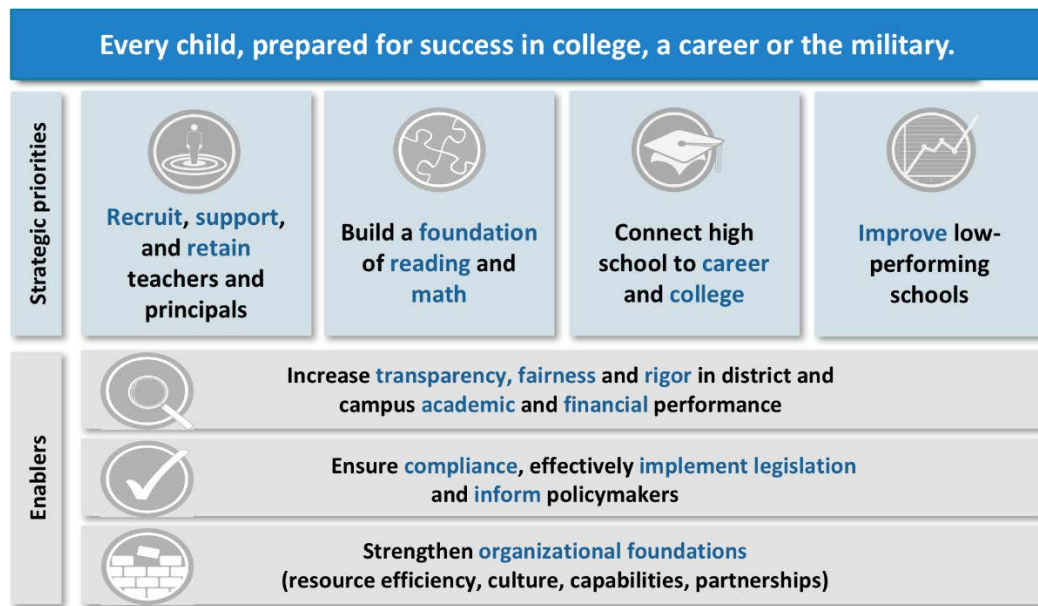 Every child, prepared for success in college, a career or the military.
Strategic priorities
Recruit, support,
and retain
teachers and
principals
Build a foundation
of reading and
math
Connect high
school to career
and college
Improve low-
performing
schools
Enablers
Increase transparency, fairness and rigor in district and
campus academic and financial performance
Ensure compliance, effectively implement legislation
and inform policymakers
Strengthen organizational foundations
(resource efficiency, culture, capabilities, partnerships)